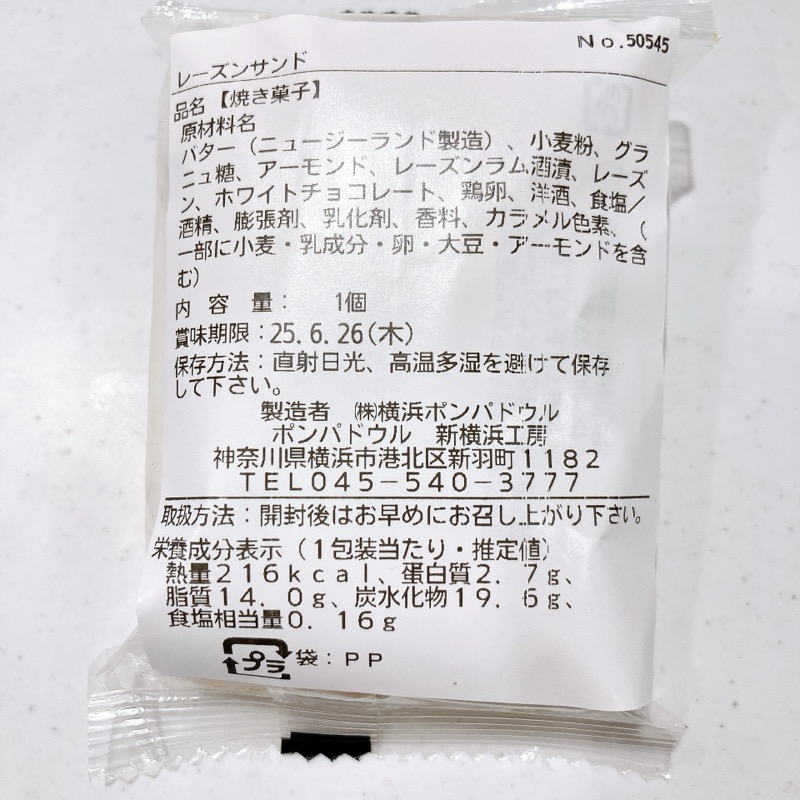 No.50545
レーズンサンド
品名【焼き菓子】
原材料名
バター（ニュージーランド製造）、小麦粉、グラ
ニュ糖、アーモンド、レーズンラム酒漬、レーズ
ン、ホワイトチョコレート、鶏卵、洋酒、食塩／
酒精、膨張剤、乳化剤、香料、カラメル色素、（
一部に小麦・乳成分・卵・大豆・アーモンドを含
む）
内容量： 1個
賞味期限：25.6.26(木)
保存方法：直射日光、高温多湿を避けて保存
して下さい。
製造者 ㈱横浜ポンパドウル
ポンパドウル 新横浜工房
神奈川県横浜市港北区新羽町１１８２
ＴＥＬ０４５－５４０－３７７７
取扱方法：開封後はお早めにお召し上がり下さい。
栄養成分表示（１包装当たり・推定値）
熱量２１６ｋｃａｌ、蛋白質２．７ｇ、
脂質１４．０ｇ、炭水化物１９．６ｇ、
食塩相当量０．１６ｇ
プラ 袋：ＰＰ